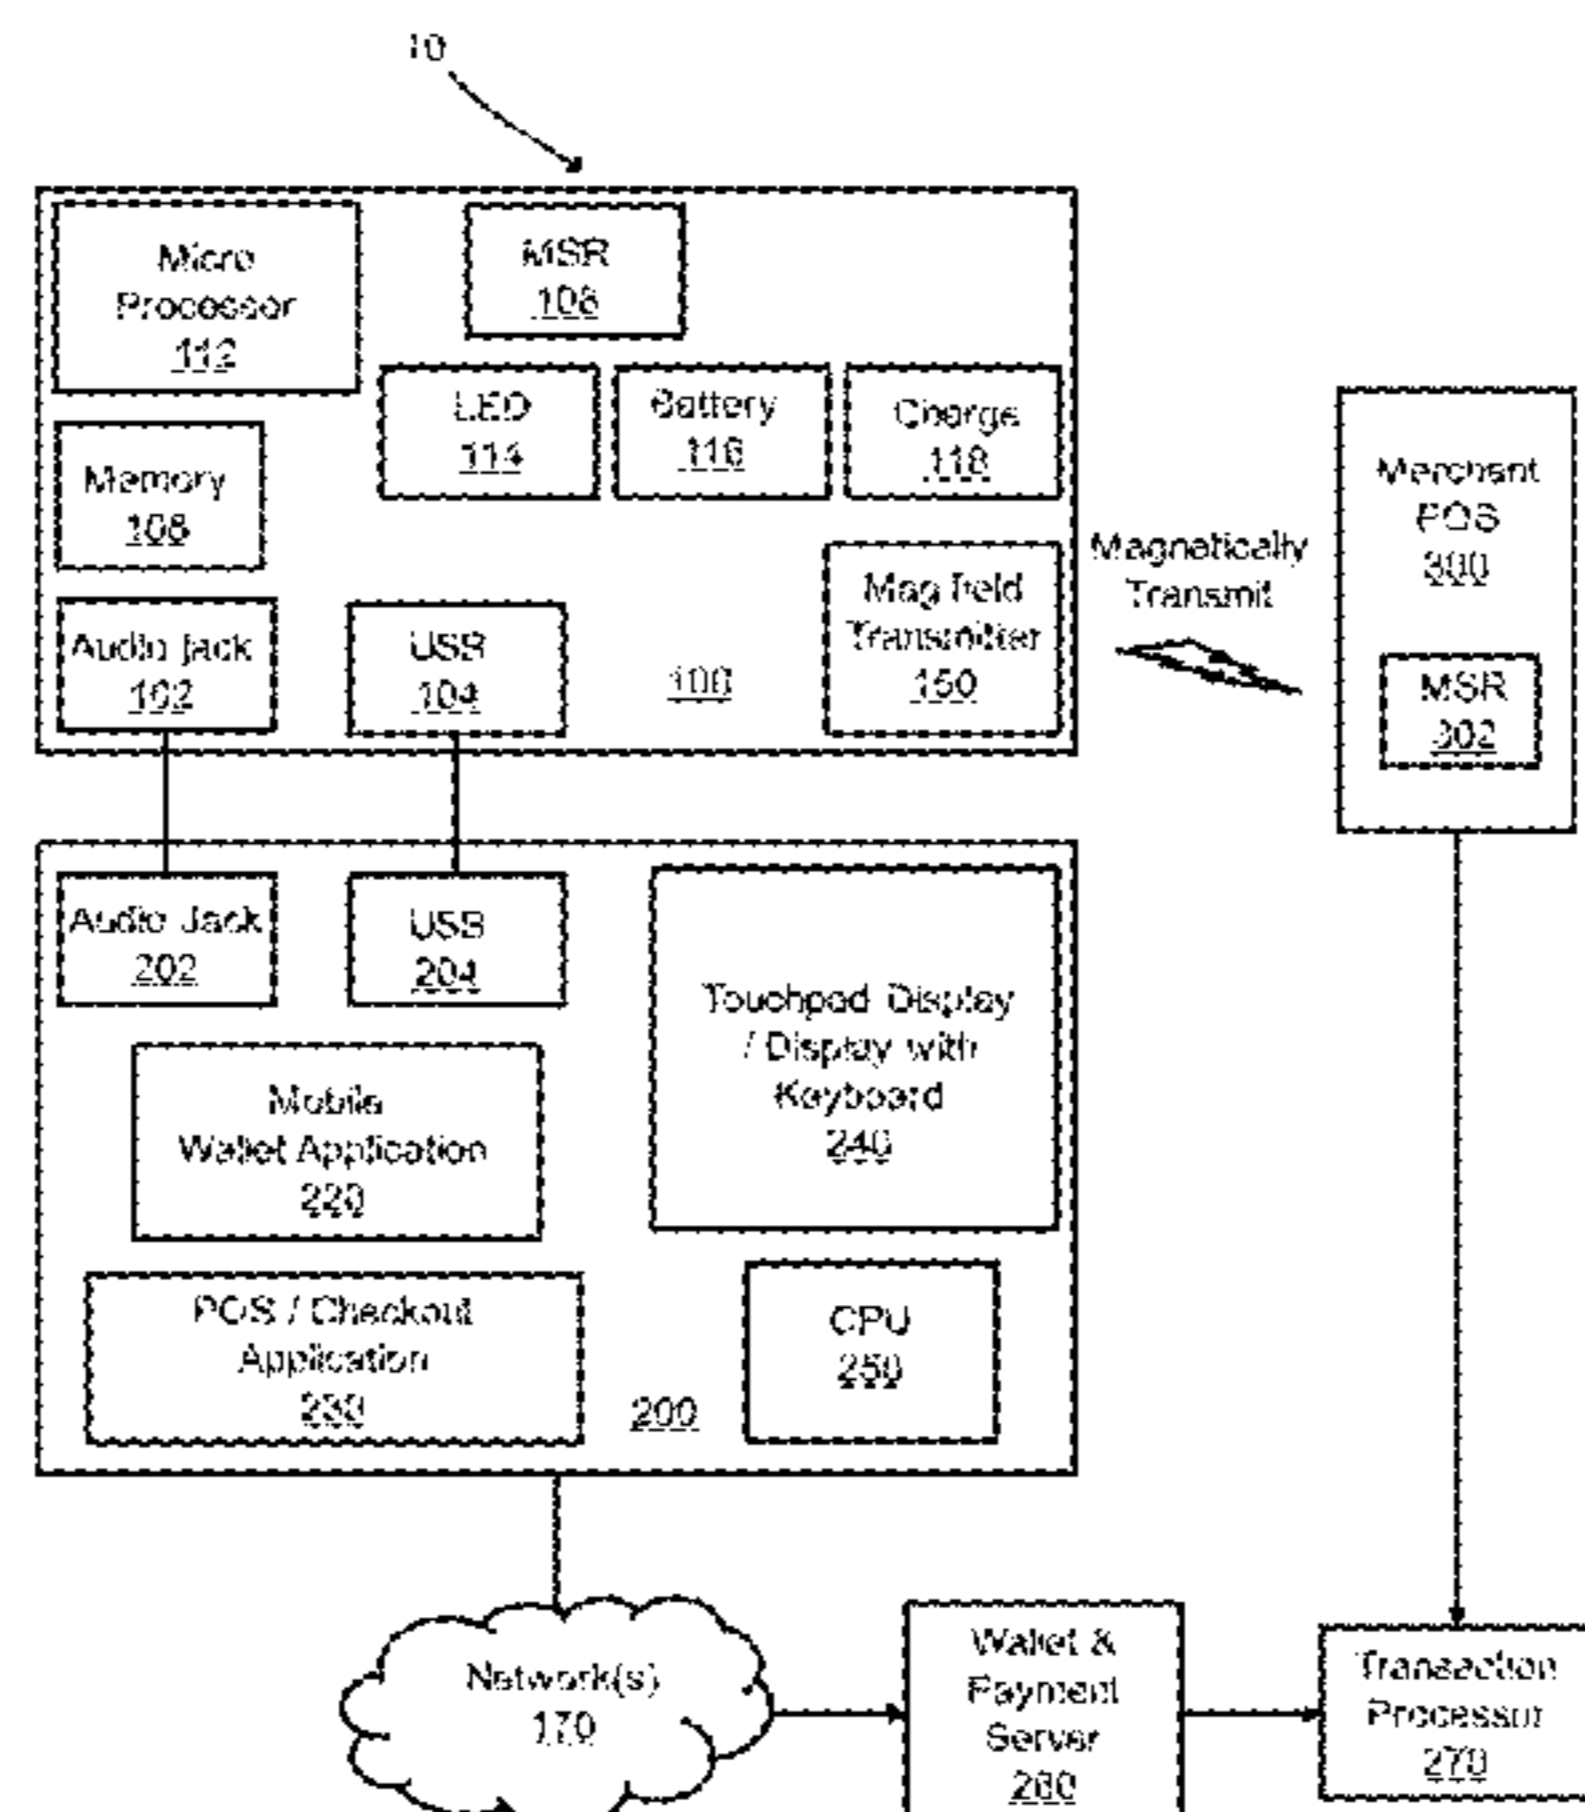 10
Micro
Processor
112
MSR
106
LED
114
Battery
116
Charge
118
Memory
108
Audio jack
102
USB
104
100
Mag field
Transmitter
150
Magnetically
Transmit
Merchant
POS
300
MSR
302
Audio Jack
202
USB
204
Touchpad Display
/ Display with
Keyboard
240
Mobile
Wallet Application
220
POS / Checkout
Application
230
200
CPU
250
Network(s)
170
Wallet &
Payment
Server
260
Transaction
Processor
270